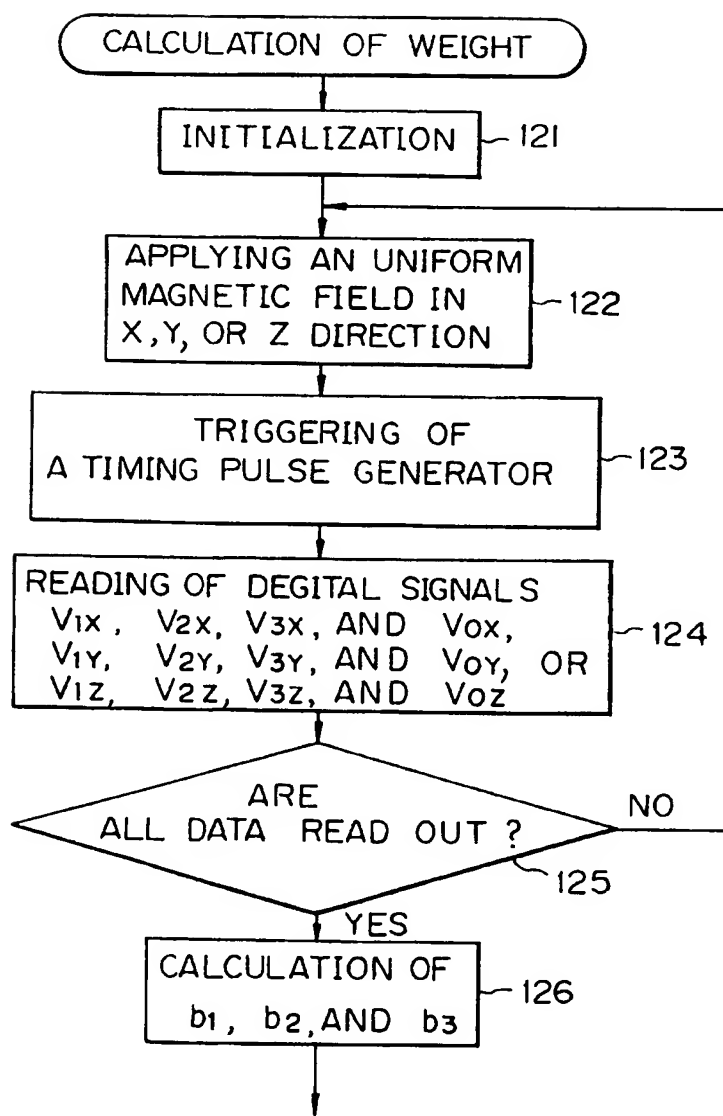 CALCULATION OF WEIGHT
INITIALIZATION
121
APPLYING AN UNIFORM
MAGNETIC FIELD IN
X, Y, OR Z DIRECTION
122
TRIGGERING OF
A TIMING PULSE GENERATOR
123
READING OF DEGITAL SIGNALS
V1X, V2X, V3X, AND V0X,
V1Y, V2Y, V3Y, AND V0Y, OR
V1Z, V2Z, V3Z, AND V0Z
124
ARE
ALL DATA READ OUT ?
NO
125
YES
CALCULATION OF
b1, b2, AND b3
126